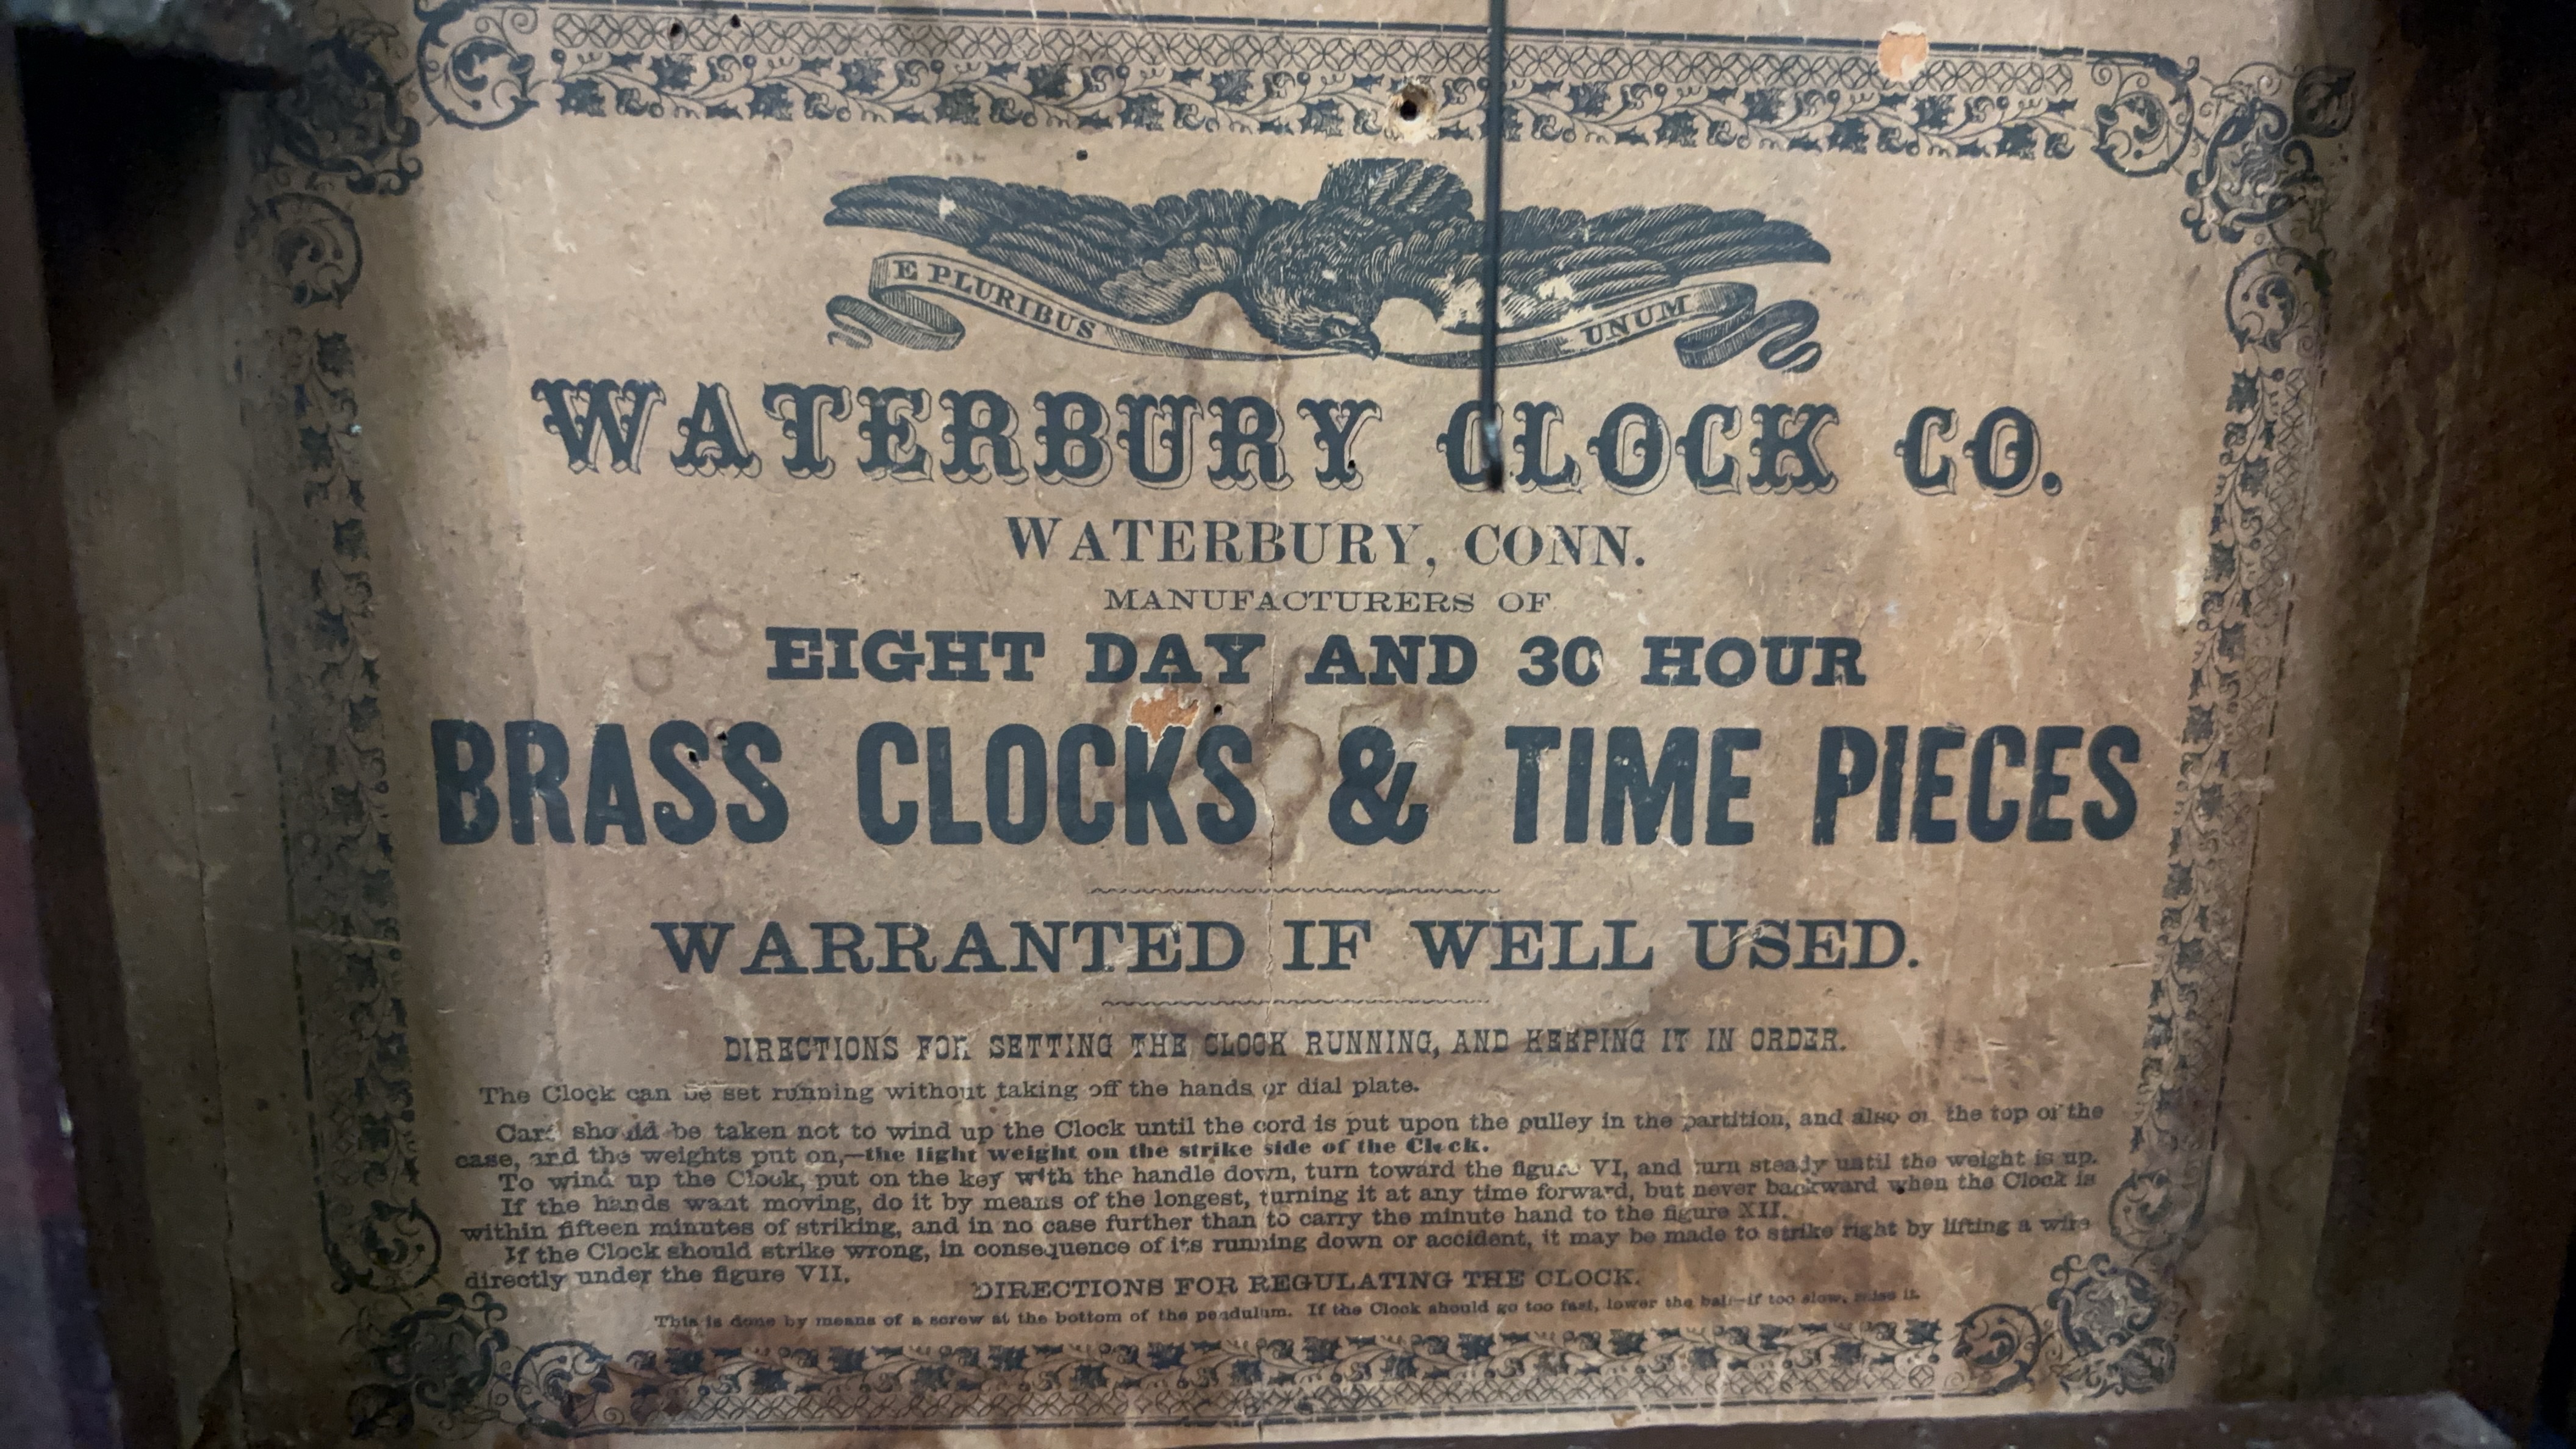 E PLURIBUS UNUM
WATERBURY CLOCK CO.
WATERBURY, CONN.
MANUFACTURERS OF
EIGHT DAY AND 30 HOUR
BRASS CLOCKS & TIME PIECES
WARRANTED IF WELL USED.
DIRECTIONS FOR SETTING THE CLOCK RUNNING, AND KEEPING IT IN ORDER.
The Clock can be set running without taking off the hands or dial plate.
Care should be taken not to wind up the Clock until the cord is put upon the pulley in the partition, and also on the top of the
case, and the weights put on,—the light weight on the strike side of the Clock.
To wind up the Clock, put on the key with the handle down, turn toward the figure VI, and turn steady until the weight is up.
If the hands want moving, do it by means of the longest, turning it at any time forward, but never backward when the Clock is
within fifteen minutes of striking, and in no case further than to carry the minute hand to the figure XII.
If the Clock should strike wrong, in consequence of its running down or accident, it may be made to strike right by lifting a wire
directly under the figure VII.
DIRECTIONS FOR REGULATING THE CLOCK.
This is done by means of a screw at the bottom of the pendulum. If the Clock should go too fast, lower the ball—if too slow, raise it.